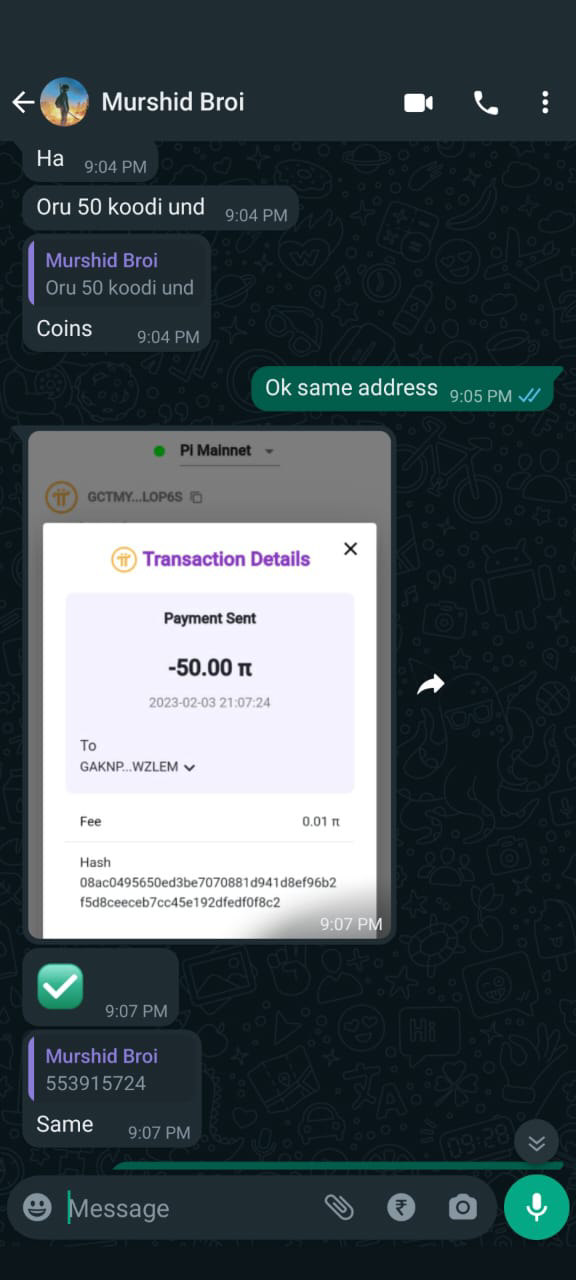 Murshid Broi
Ha 9:04 PM
Oru 50 koodi und 9:04 PM
Murshid Broi
Oru 50 koodi und
Coins 9:04 PM
Ok same address 9:05 PM
Pi Mainnet
GCTMY...LOP6S
Transaction Details
Payment Sent
-50.00 π
2023-02-03 21:07:24
To
GAKNP...WZLEM
Fee 0.01 π
Hash
08ac0495650ed3be7070881d941d8ef96b2
f5d8ceeceb7cc45e192dfedf0f8c2
9:07 PM
✅ 9:07 PM
Murshid Broi
553915724
Same 9:07 PM
Message